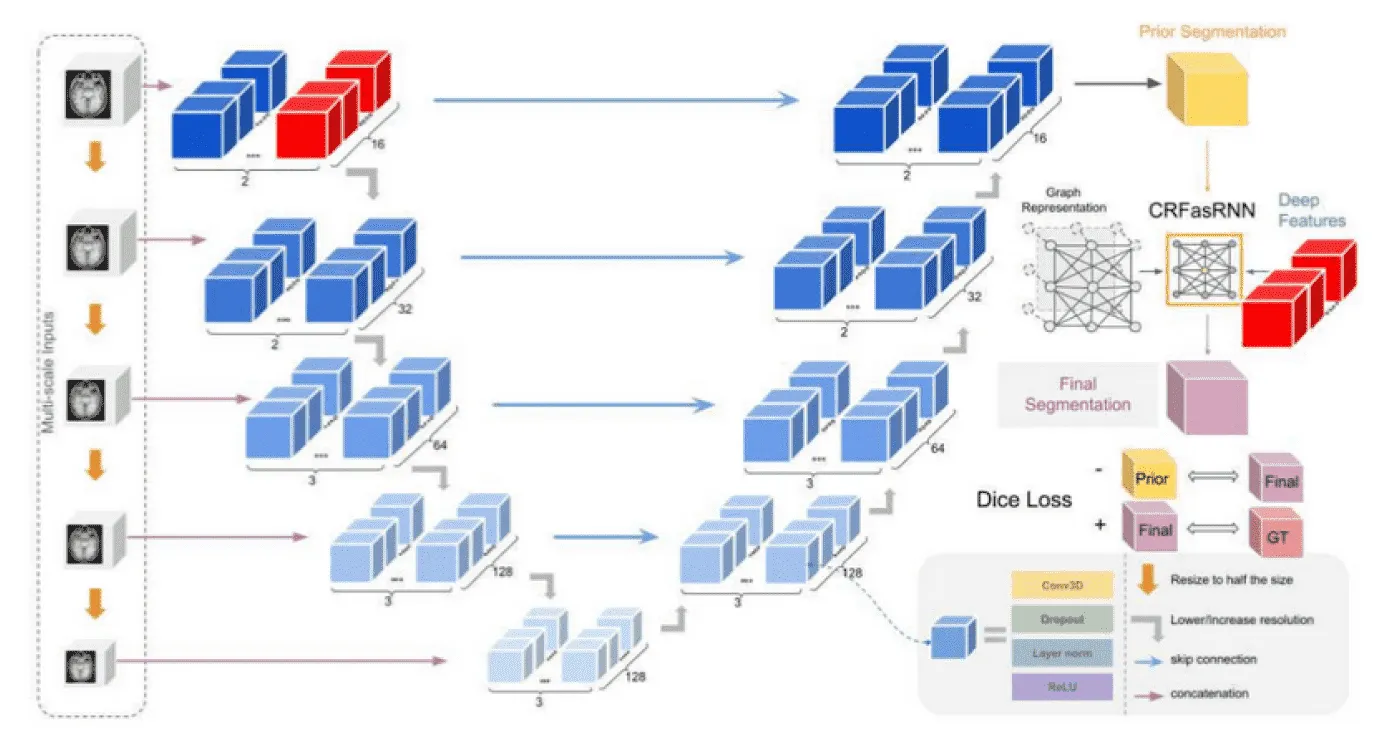 Multi-scale Inputs
...
2
16
...
2
32
...
3
64
...
3
128
...
3
128
...
2
16
...
2
32
...
3
64
...
3
128
Prior Segmentation
Graph
Representation
CRFasRNN
Deep
Features
Final
Segmentation
Dice Loss
-
Prior
Final
+
Final
GT
Conv3D
Dropout
Layer norm
ReLU
Resize to half the size
Lower/Increase resolution
skip connection
concatenation